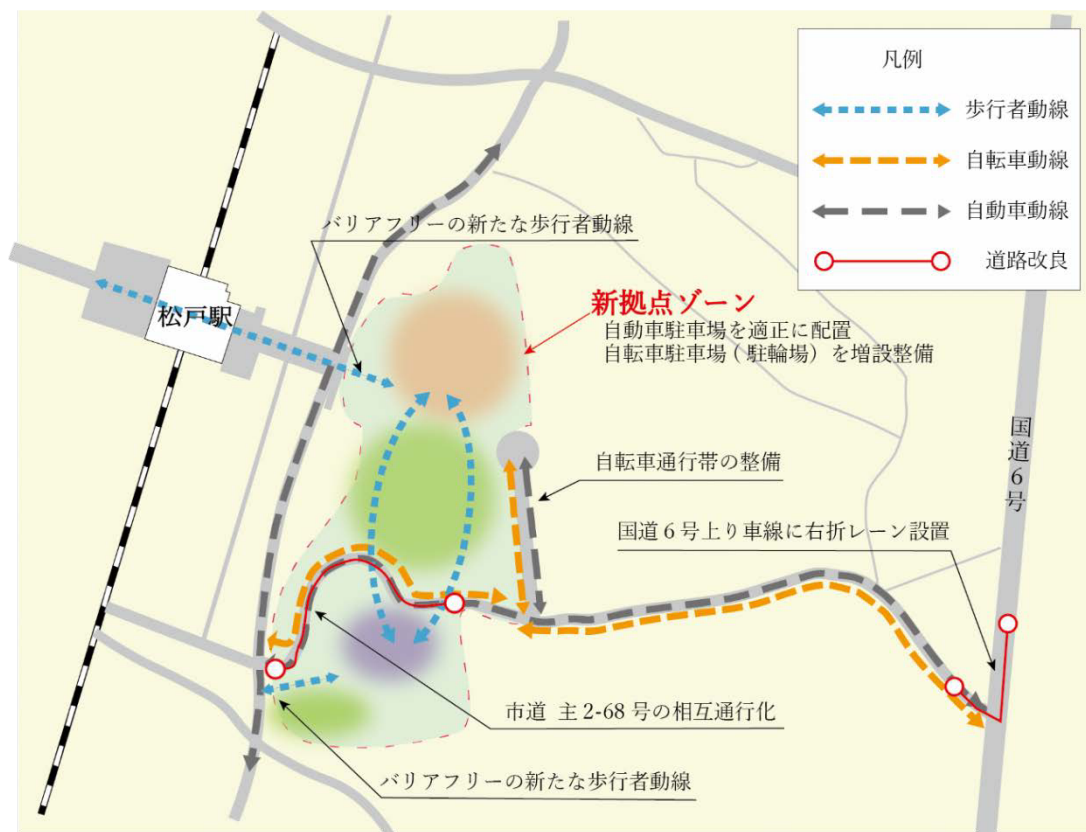 凡例
歩行者動線
自転車動線
自動車動線
道路改良
バリアフリーの新たな歩行者動線
松戸駅
新拠点ゾーン
自動車駐車場を適正に配置
自転車駐車場(駐輪場)を増設整備
国道6号
自転車通行帯の整備
国道6号上り車線に右折レーン設置
市道 主2-68号の相互通行化
バリアフリーの新たな歩行者動線